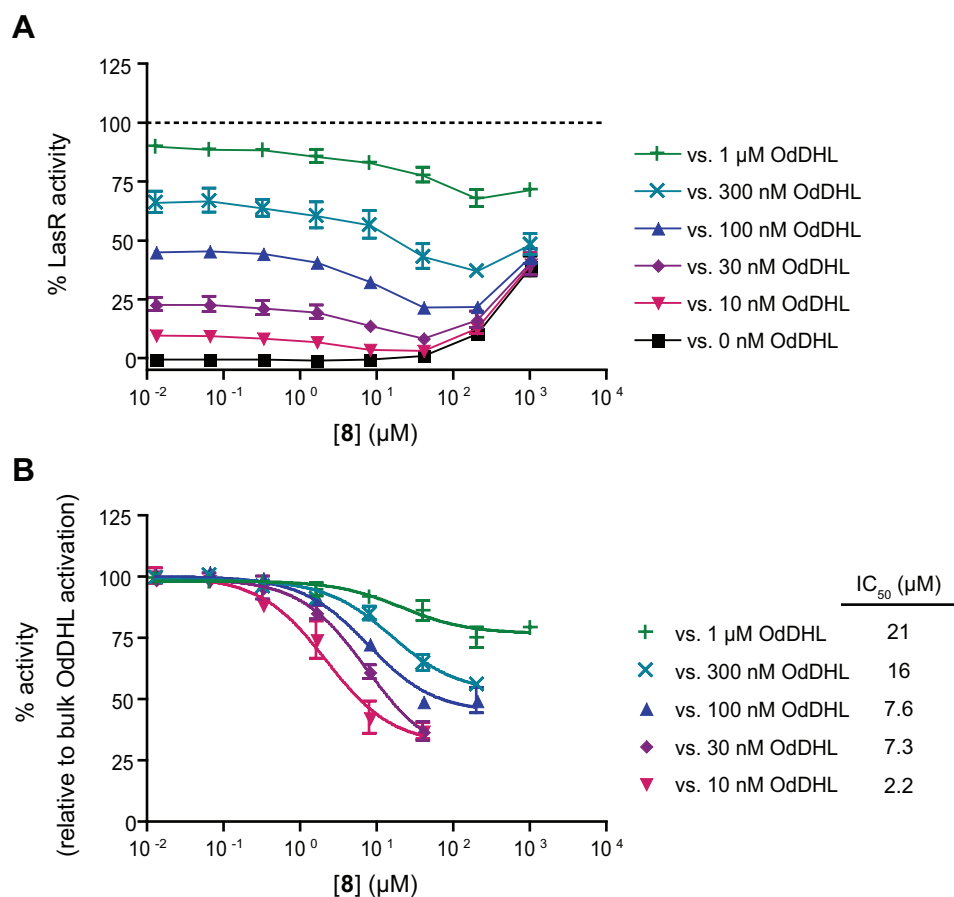 A
% LasR activity
125
100
75
50
25
0
10-2
10-1
100
101
102
103
104
[8] (µM)
vs. 1 µM OdDHL
vs. 300 nM OdDHL
vs. 100 nM OdDHL
vs. 30 nM OdDHL
vs. 10 nM OdDHL
vs. 0 nM OdDHL
B
% activity
(relative to bulk OdDHL activation)
125
100
75
50
25
0
10-2
10-1
100
101
102
103
104
[8] (µM)
IC50 (µM)
vs. 1 µM OdDHL 21
vs. 300 nM OdDHL 16
vs. 100 nM OdDHL 7.6
vs. 30 nM OdDHL 7.3
vs. 10 nM OdDHL 2.2